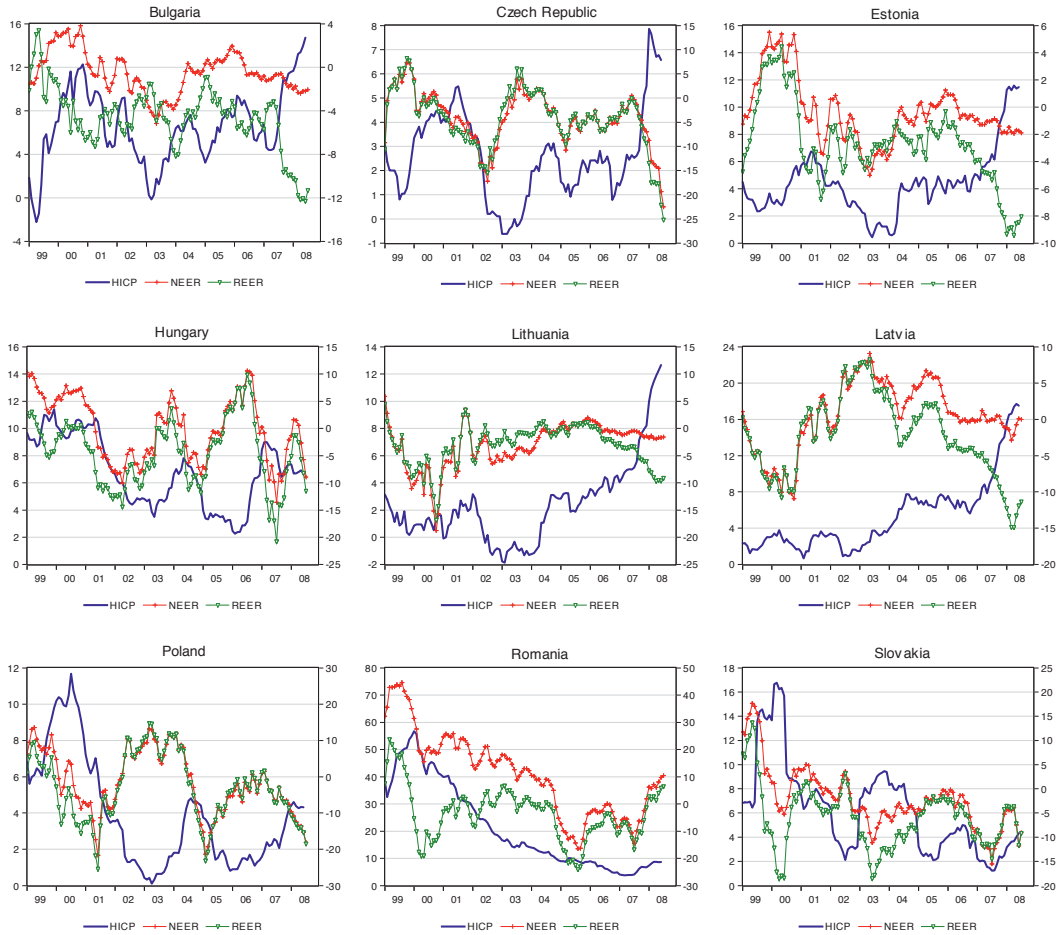 Bulgaria
16 4
12 0
8 -4
4 -8
0 -12
-4 -16
99 00 01 02 03 04 05 06 07 08
HICP NEER REER
Czech Republic
8 15
7 10
6 5
5 0
4 -5
3 -10
2 -15
1 -20
0 -25
-1 -30
99 00 01 02 03 04 05 06 07 08
HICP NEER REER
Estonia
16 6
14 4
12 2
10 0
8 -2
6 -4
4 -6
2 -8
0 -10
99 00 01 02 03 04 05 06 07 08
HICP NEER REER
Hungary
16 15
14 10
12 5
10 0
8 -5
6 -10
4 -15
2 -20
0 -25
99 00 01 02 03 04 05 06 07 08
HICP NEER REER
Lithuania
14 15
12 10
10 5
8 0
6 -5
4 -10
2 -15
0 -20
-2 -25
99 00 01 02 03 04 05 06 07 08
HICP NEER REER
Latvia
24 10
20 5
16 0
12 -5
8 -10
4 -15
0 -20
99 00 01 02 03 04 05 06 07 08
HICP NEER REER
Poland
12 30
10 20
8 10
6 0
4 -10
2 -20
0 -30
99 00 01 02 03 04 05 06 07 08
HICP NEER REER
Romania
80 50
70 40
60 30
50 20
40 10
30 0
20 -10
10 -20
0 -30
99 00 01 02 03 04 05 06 07 08
HICP NEER REER
Slovakia
18 25
16 20
14 15
12 10
10 5
8 0
6 -5
4 -10
2 -15
0 -20
99 00 01 02 03 04 05 06 07 08
HICP NEER REER